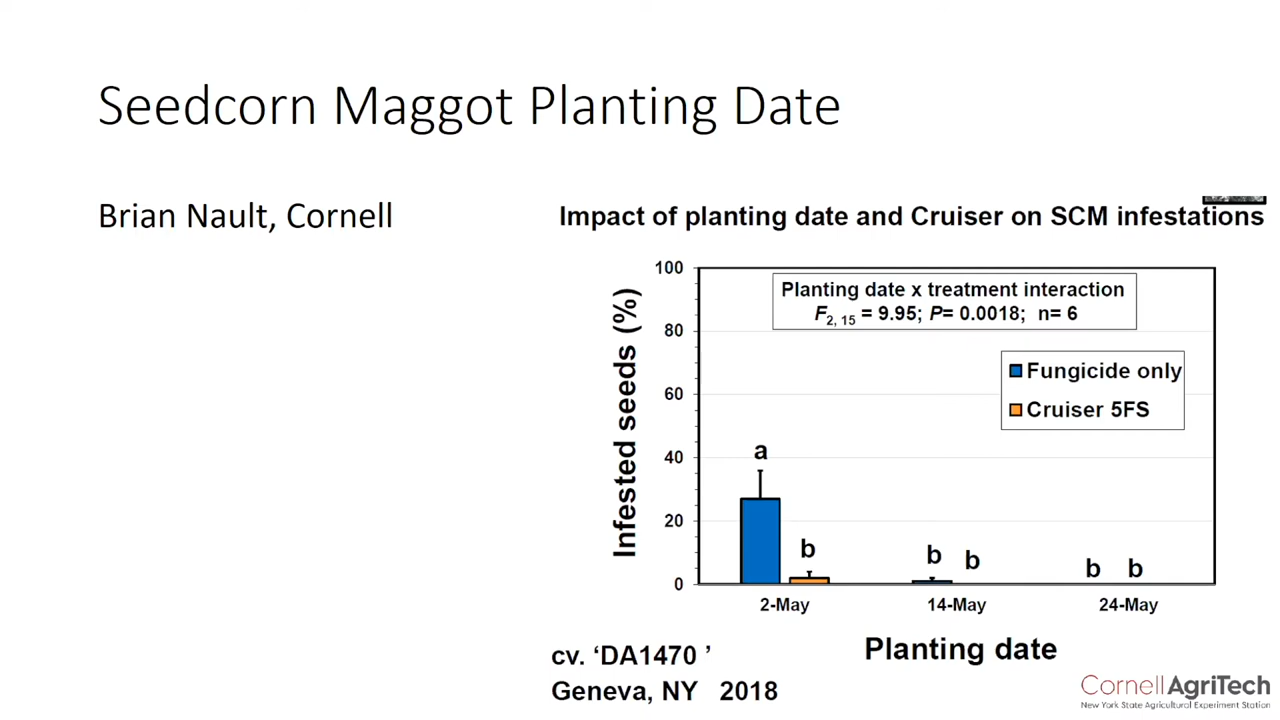 Seedcorn Maggot Planting Date
Brian Nault, Cornell
Impact of planting date and Cruiser on SCM infestations
Planting date x treatment interaction
F2, 15 = 9.95; P= 0.0018; n= 6
Fungicide only
Cruiser 5FS
Infested seeds (%)
100
80
60
40
20
0
a
b
b
b
b
b
2-May
14-May
24-May
Planting date
cv. ‘DA1470 ’
Geneva, NY 2018
CornellAgriTech
New York State Agricultural Experiment Station